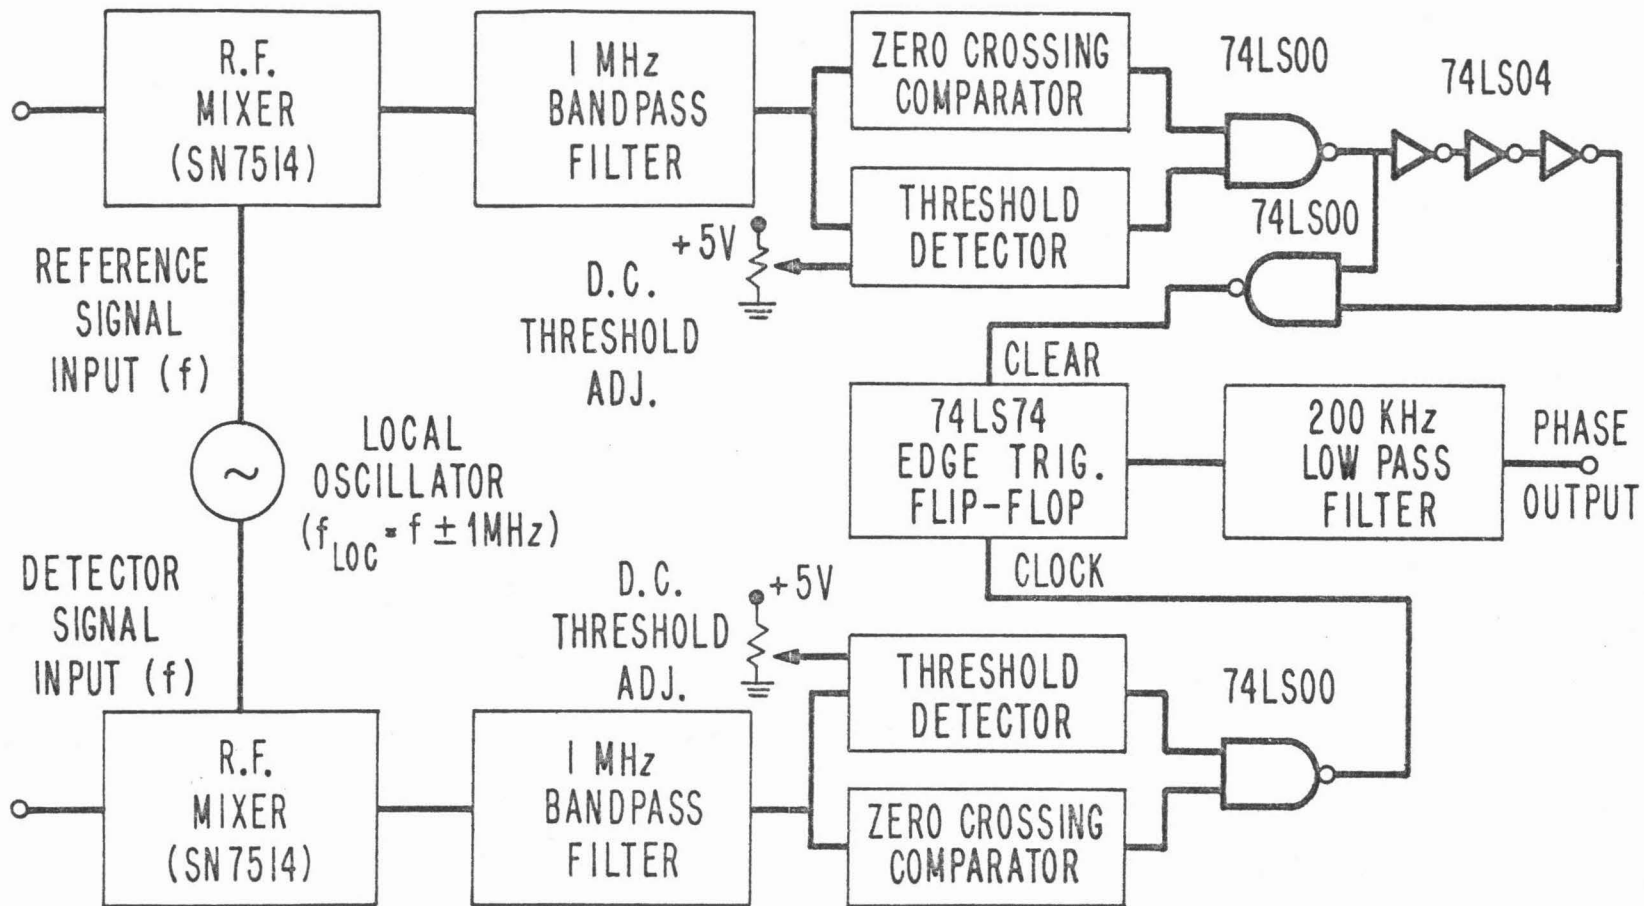 R.F.
MIXER
(SN7514)
1 MHz
BANDPASS
FILTER
ZERO CROSSING
COMPARATOR
74LS00
74LS04
THRESHOLD
DETECTOR
74LS00
+5V
D.C.
THRESHOLD
ADJ.
REFERENCE
SIGNAL
INPUT (f)
CLEAR
74LS74
EDGE TRIG.
FLIP-FLOP
200 KHz
LOW PASS
FILTER
PHASE
OUTPUT
LOCAL
OSCILLATOR
(fLOC = f ± 1MHz)
CLOCK
DETECTOR
SIGNAL
INPUT (f)
D.C.
THRESHOLD
ADJ.
+5V
THRESHOLD
DETECTOR
74LS00
R.F.
MIXER
(SN7514)
1 MHz
BANDPASS
FILTER
ZERO CROSSING
COMPARATOR
~